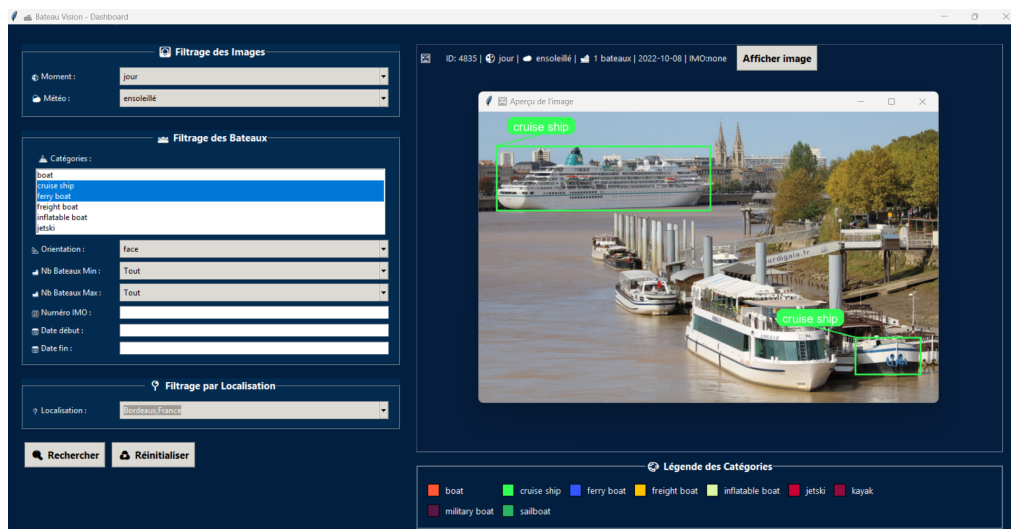 Bateau Vision - Dashboard
Filtrage des Images
Moment :
jour
Météo :
ensoleillé
Filtrage des Bateaux
Catégories :
boat
cruise ship
ferry boat
freight boat
inflatable boat
jetski
Orientation :
face
Nb Bateaux Min :
Tout
Nb Bateaux Max :
Tout
Numéro IMO :
Date début :
Date fin :
Filtrage par Localisation
Localisation :
Bordeaux,France
Rechercher
Réinitialiser
ID: 4835 | jour | ensoleillé | 1 bateaux | 2022-10-08 | IMO:none
Afficher image
Aperçu de l'image
cruise ship
cruise ship
Légende des Catégories
boat cruise ship ferry boat freight boat inflatable boat jetski kayak
military boat sailboat